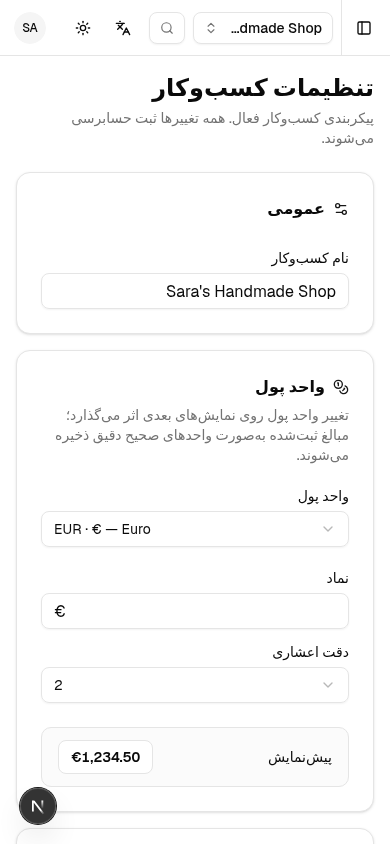 ...dmade Shop
SA
تنظیمات کسب‌وکار
پیکربندی کسب‌وکار فعال. همه تغییرها ثبت حسابرسی
می‌شوند.
عمومی
نام کسب‌وکار
Sara's Handmade Shop
واحد پول
تغییر واحد پول روی نمایش‌های بعدی اثر می‌گذارد؛
مبالغ ثبت‌شده به‌صورت واحدهای صحیح دقیق ذخیره
می‌شوند.
واحد پول
EUR · € — Euro
نماد
€
دقت اعشاری
2
پیش‌نمایش
€1,234.50
N